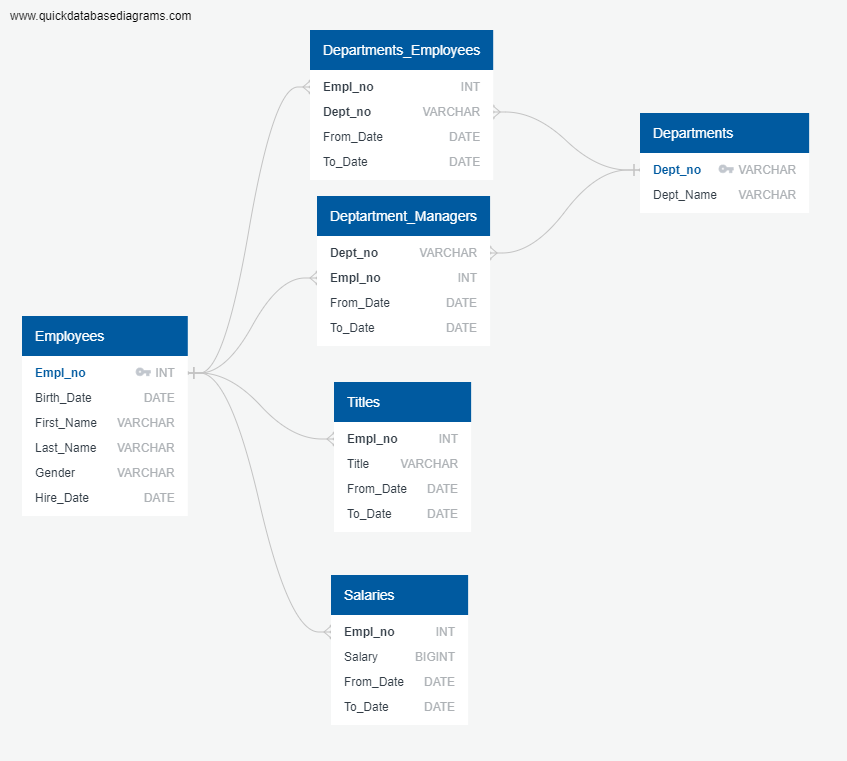 www.quickdatabasediagrams.com
Departments_Employees
Empl_no INT
Dept_no VARCHAR
From_Date DATE
To_Date DATE
Departments
Dept_no VARCHAR
Dept_Name VARCHAR
Deptartment_Managers
Dept_no VARCHAR
Empl_no INT
From_Date DATE
To_Date DATE
Employees
Empl_no INT
Birth_Date DATE
First_Name VARCHAR
Last_Name VARCHAR
Gender VARCHAR
Hire_Date DATE
Titles
Empl_no INT
Title VARCHAR
From_Date DATE
To_Date DATE
Salaries
Empl_no INT
Salary BIGINT
From_Date DATE
To_Date DATE